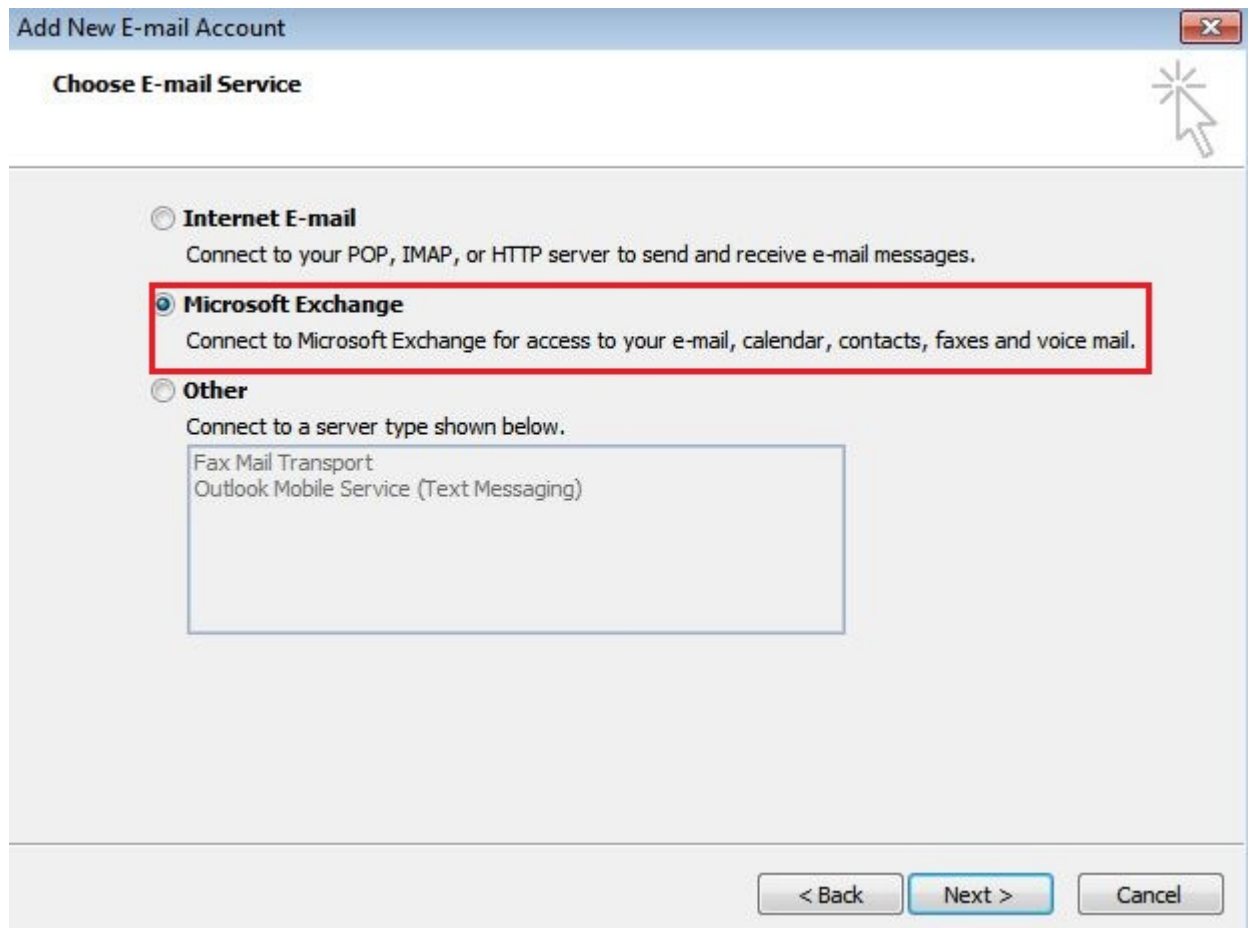 Add New E-mail Account
Choose E-mail Service
Internet E-mail
Connect to your POP, IMAP, or HTTP server to send and receive e-mail messages.
Microsoft Exchange
Connect to Microsoft Exchange for access to your e-mail, calendar, contacts, faxes and voice mail.
Other
Connect to a server type shown below.
Fax Mail Transport
Outlook Mobile Service (Text Messaging)
< Back Next > Cancel